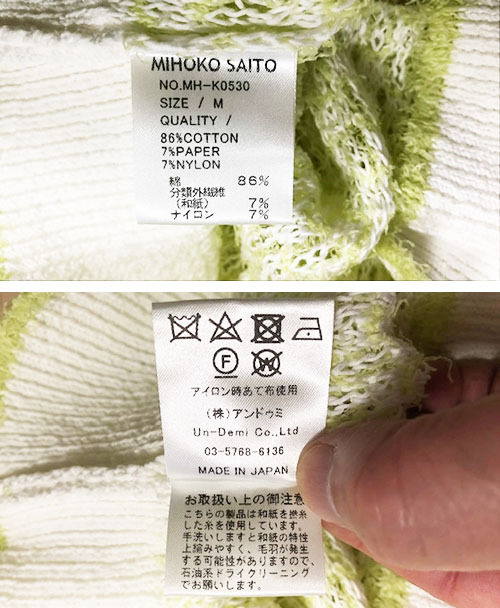 MIHOKO SAITO
NO.MH-K0530
SIZE / M
QUALITY /
86%COTTON
7%PAPER
7%NYLON
綿 86%
分類外繊維
(和紙) 7%
ナイロン 7%
F
W
アイロン時あて布使用
(株)アンドゥミ
Un-Demi Co.,Ltd
03-5768-6136
MADE IN JAPAN
お取扱い上の御注意
こちらの製品は和紙を撚糸
した糸を使用しています。
手洗いしますと和紙の特性
上縮みやすく、毛羽が発生
する可能性がありますので、
石油系ドライクリーニング
でお願いします。